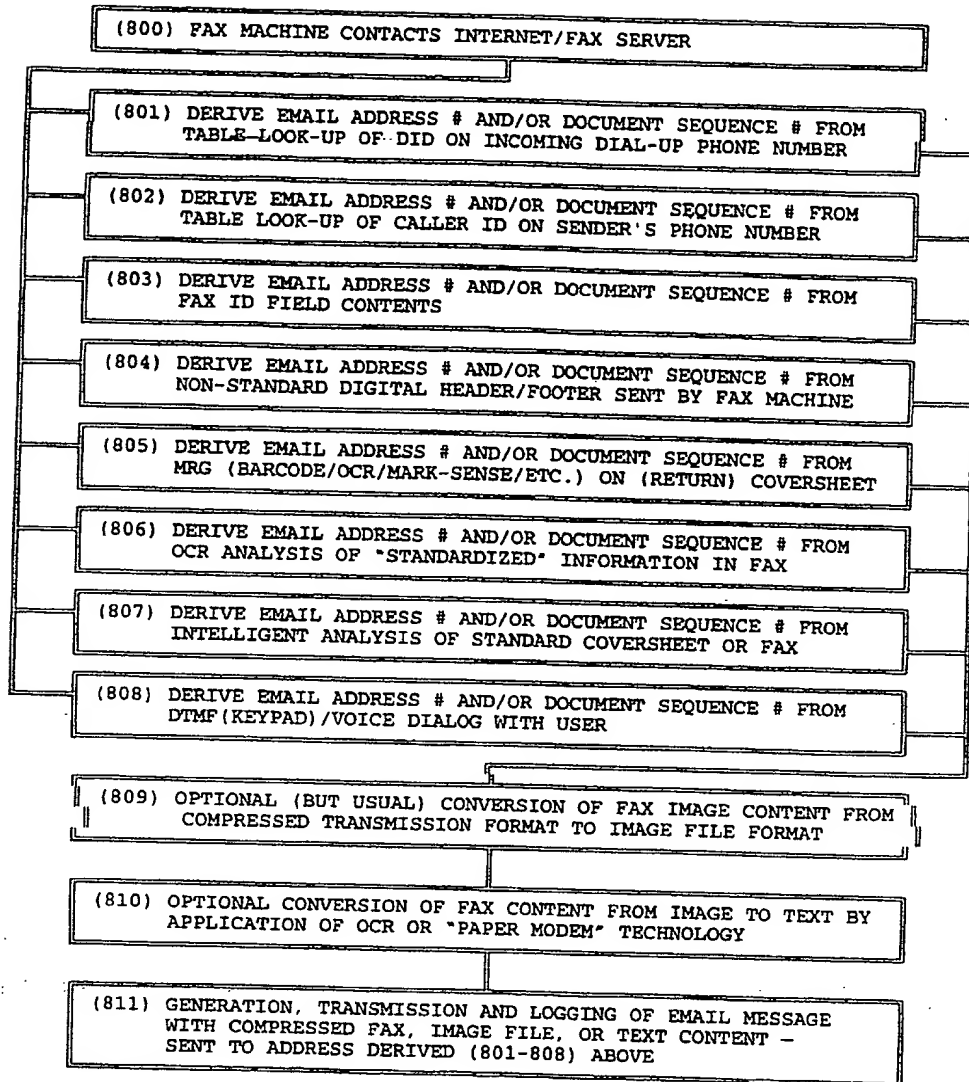 (800) FAX MACHINE CONTACTS INTERNET/FAX SERVER
(801) DERIVE EMAIL ADDRESS # AND/OR DOCUMENT SEQUENCE # FROM
TABLE LOOK-UP OF DID ON INCOMING DIAL-UP PHONE NUMBER
(802) DERIVE EMAIL ADDRESS # AND/OR DOCUMENT SEQUENCE # FROM
TABLE LOOK-UP OF CALLER ID ON SENDER'S PHONE NUMBER
(803) DERIVE EMAIL ADDRESS # AND/OR DOCUMENT SEQUENCE # FROM
FAX ID FIELD CONTENTS
(804) DERIVE EMAIL ADDRESS # AND/OR DOCUMENT SEQUENCE # FROM
NON-STANDARD DIGITAL HEADER/FOOTER SENT BY FAX MACHINE
(805) DERIVE EMAIL ADDRESS # AND/OR DOCUMENT SEQUENCE # FROM
MRG (BARCODE/OCR/MARK-SENSE/ETC.) ON (RETURN) COVERSHEET
(806) DERIVE EMAIL ADDRESS # AND/OR DOCUMENT SEQUENCE # FROM
OCR ANALYSIS OF "STANDARDIZED" INFORMATION IN FAX
(807) DERIVE EMAIL ADDRESS # AND/OR DOCUMENT SEQUENCE # FROM
INTELLIGENT ANALYSIS OF STANDARD COVERSHEET OR FAX
(808) DERIVE EMAIL ADDRESS # AND/OR DOCUMENT SEQUENCE # FROM
DTMF(KEYPAD)/VOICE DIALOG WITH USER
(809) OPTIONAL (BUT USUAL) CONVERSION OF FAX IMAGE CONTENT FROM
COMPRESSED TRANSMISSION FORMAT TO IMAGE FILE FORMAT
(810) OPTIONAL CONVERSION OF FAX CONTENT FROM IMAGE TO TEXT BY
APPLICATION OF OCR OR "PAPER MODEM" TECHNOLOGY
(811) GENERATION, TRANSMISSION AND LOGGING OF EMAIL MESSAGE
WITH COMPRESSED FAX, IMAGE FILE, OR TEXT CONTENT —
SENT TO ADDRESS DERIVED (801-808) ABOVE